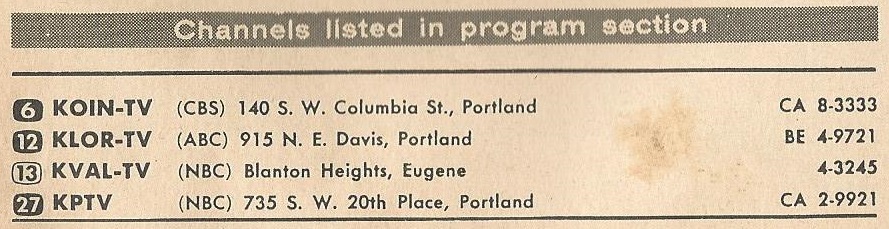 Channels listed in program section
6 KOIN-TV (CBS) 140 S. W. Columbia St., Portland CA 8-3333
12 KLOR-TV (ABC) 915 N. E. Davis, Portland BE 4-9721
13 KVAL-TV (NBC) Blanton Heights, Eugene 4-3245
27 KPTV (NBC) 735 S. W. 20th Place, Portland CA 2-9921